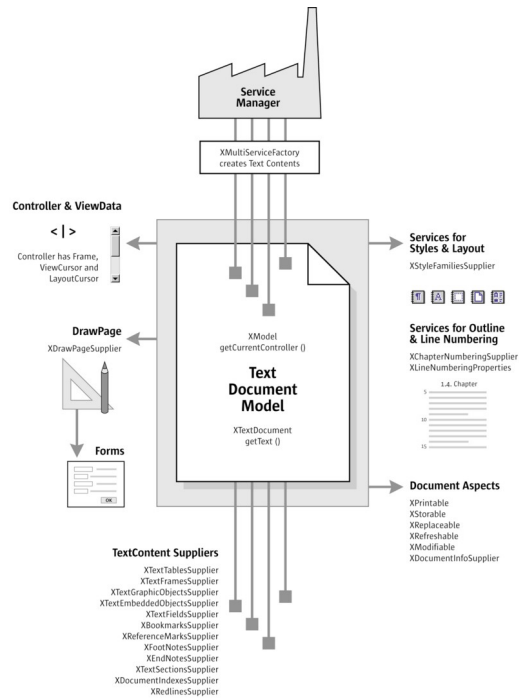 Service
Manager
XMultiServiceFactory
creates Text Contents
Controller & ViewData
< | >
Controller has Frame,
ViewCursor and
LayoutCursor
Services for
Styles & Layout
XStyleFamiliesSupplier
¶ A
DrawPage
XDrawPageSupplier
XModel
getCurrentController ()
Text
Document
Model
XTextDocument
getText ()
Services for Outline
& Line Numbering
XChapterNumberingSupplier
XLineNumberingProperties
1.4. Chapter
5
10
15
Forms
OK
Document Aspects
XPrintable
XStorable
XReplaceable
XRefreshable
XModifiable
XDocumentInfoSupplier
TextContent Suppliers
XTextTablesSupplier
XTextFramesSupplier
XTextGraphicObjectsSupplier
XTextEmbeddedObjectsSupplier
XTextFieldsSupplier
XBookmarksSupplier
XReferenceMarksSupplier
XFootNotesSupplier
XEndNotesSupplier
XTextSectionsSupplier
XDocumentIndexesSupplier
XRedlinesSupplier